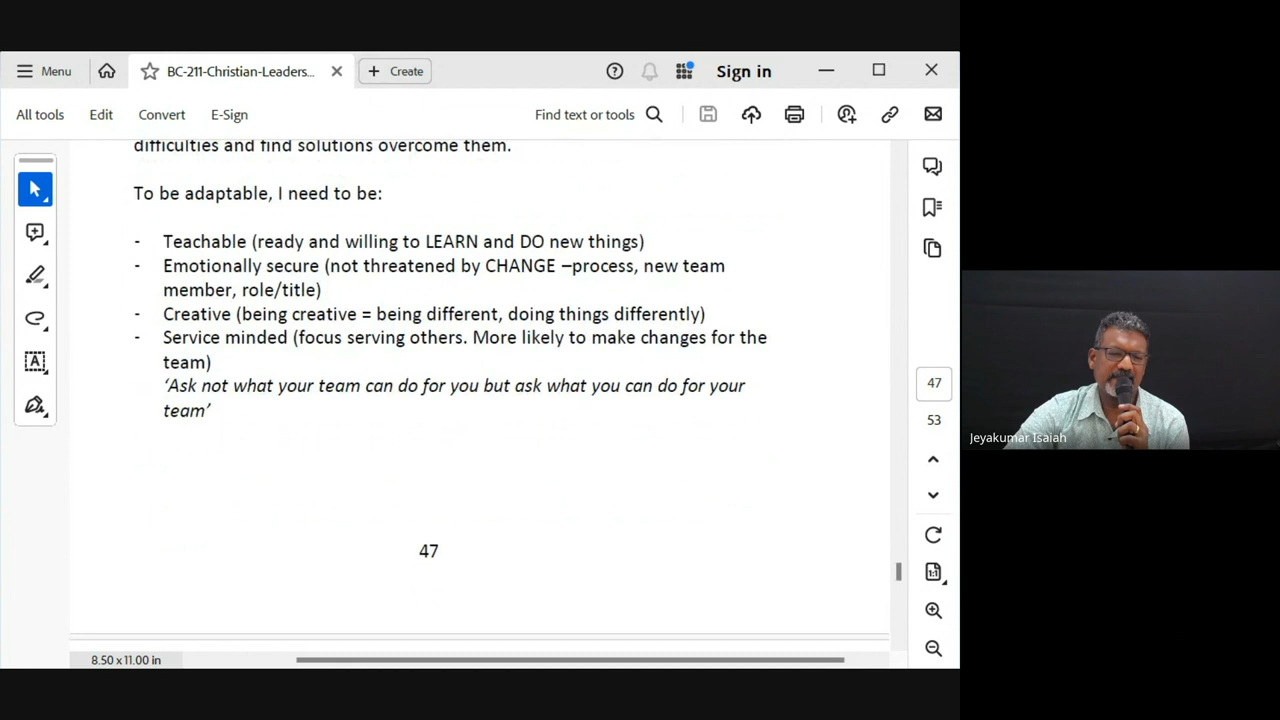 Menu
BC-211-Christian-Leaders...
Create
Sign in
All tools
Edit
Convert
E-Sign
Find text or tools
difficulties and find solutions overcome them.
To be adaptable, I need to be:
- Teachable (ready and willing to LEARN and DO new things)
- Emotionally secure (not threatened by CHANGE –process, new team
member, role/title)
- Creative (being creative = being different, doing things differently)
- Service minded (focus serving others. More likely to make changes for the
team)
‘Ask not what your team can do for you but ask what you can do for your
team’
47
8.50 x 11.00 in
47
53
1:1
Jeyakumar Isaiah